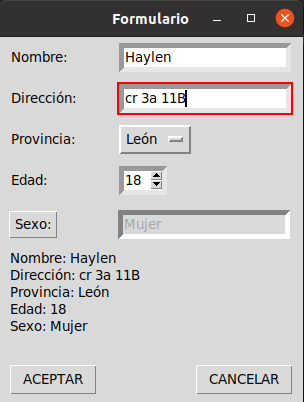 Formulario
Nombre: Haylen
Dirección: cr 3a 11B
Provincia: León
Edad: 18
Sexo: Mujer
Nombre: Haylen
Dirección: cr 3a 11B
Provincia: León
Edad: 18
Sexo: Mujer
ACEPTAR CANCELAR